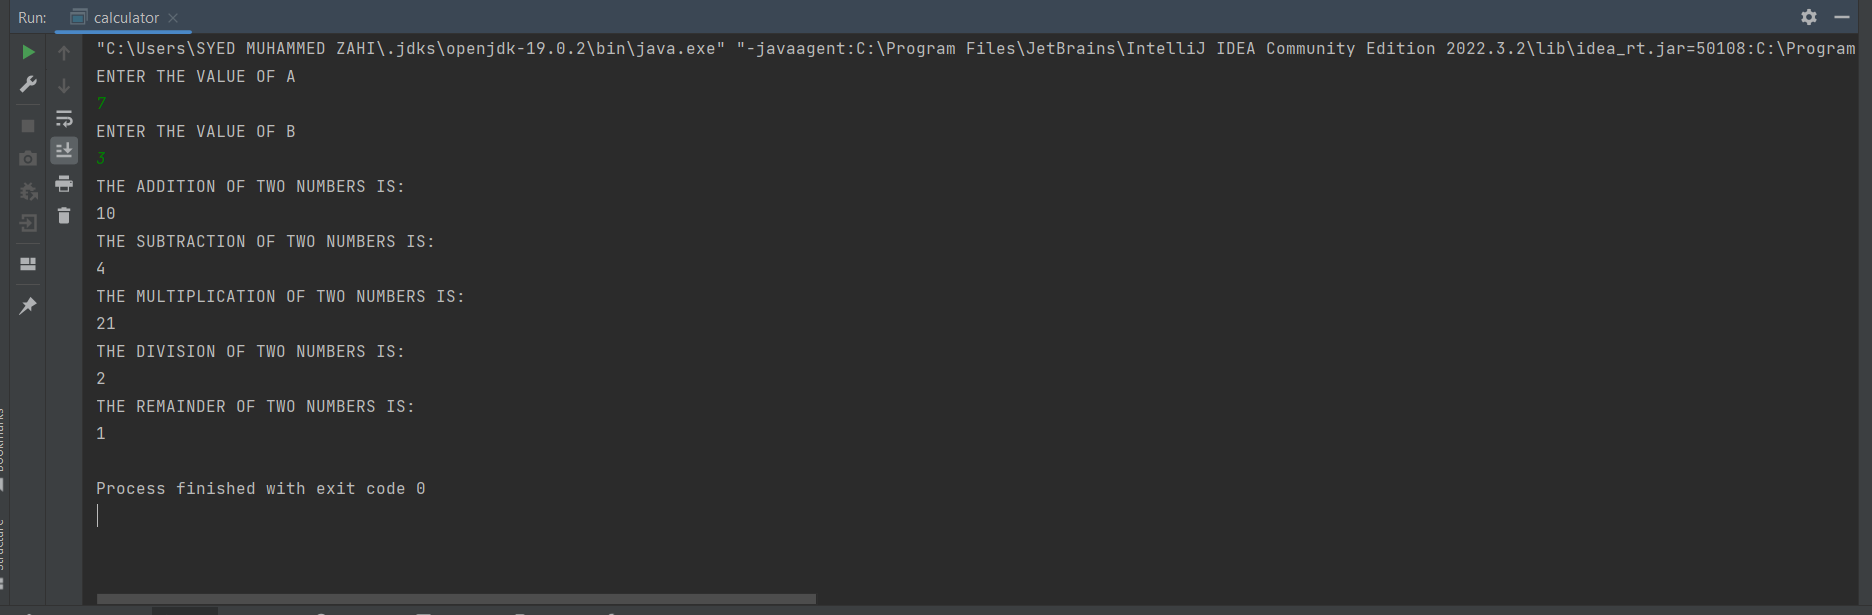 Run: calculator
"C:\Users\SYED MUHAMMED ZAHI\.jdks\openjdk-19.0.2\bin\java.exe" "-javaagent:C:\Program Files\JetBrains\IntelliJ IDEA Community Edition 2022.3.2\lib\idea_rt.jar=50108:C:\Program
ENTER THE VALUE OF A
7
ENTER THE VALUE OF B
3
THE ADDITION OF TWO NUMBERS IS:
10
THE SUBTRACTION OF TWO NUMBERS IS:
4
THE MULTIPLICATION OF TWO NUMBERS IS:
21
THE DIVISION OF TWO NUMBERS IS:
2
THE REMAINDER OF TWO NUMBERS IS:
1
Process finished with exit code 0